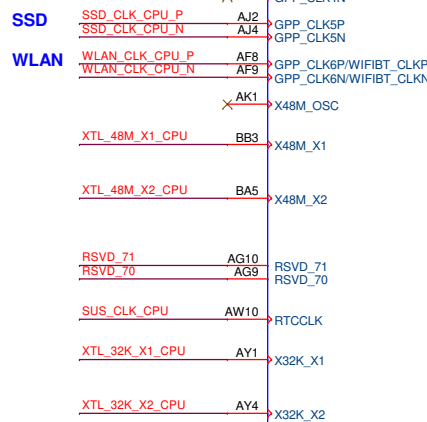 GPP_CLK4N
SSD SSD_CLK_CPU_P AJ2 GPP_CLK5P
SSD_CLK_CPU_N AJ4 GPP_CLK5N
WLAN WLAN_CLK_CPU_P AF8 GPP_CLK6P/WIFIBT_CLKP
WLAN_CLK_CPU_N AF9 GPP_CLK6N/WIFIBT_CLKN
AK1 X48M_OSC
XTL_48M_X1_CPU BB3 X48M_X1
XTL_48M_X2_CPU BA5 X48M_X2
RSVD_71 AG10 RSVD_71
RSVD_70 AG9 RSVD_70
SUS_CLK_CPU AW10 RTCCLK
XTL_32K_X1_CPU AY1 X32K_X1
XTL_32K_X2_CPU AY4 X32K_X2